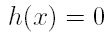 h(x) = 0